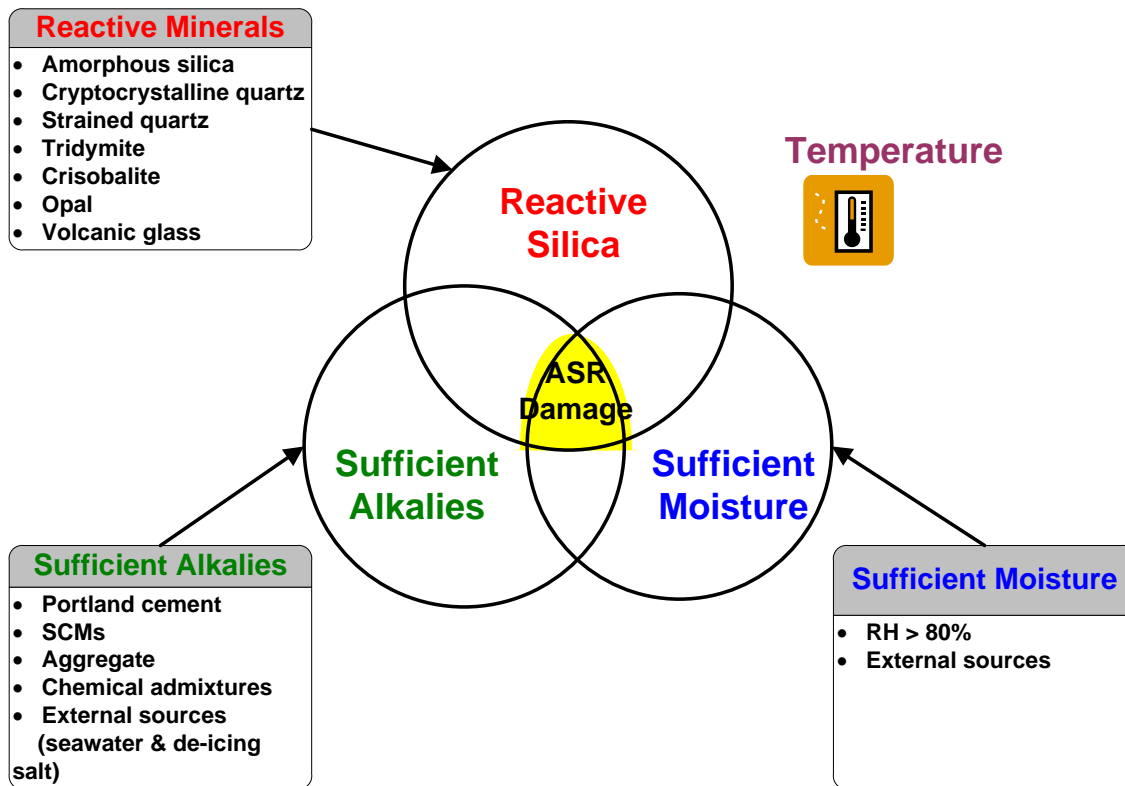 Reactive Minerals
• Amorphous silica
• Cryptocrystalline quartz
• Strained quartz
• Tridymite
• Crisobalite
• Opal
• Volcanic glass
Temperature
Reactive
Silica
ASR
Damage
Sufficient
Alkalies
Sufficient
Moisture
Sufficient Alkalies
• Portland cement
• SCMs
• Aggregate
• Chemical admixtures
• External sources
(seawater & de-icing
salt)
Sufficient Moisture
• RH > 80%
• External sources